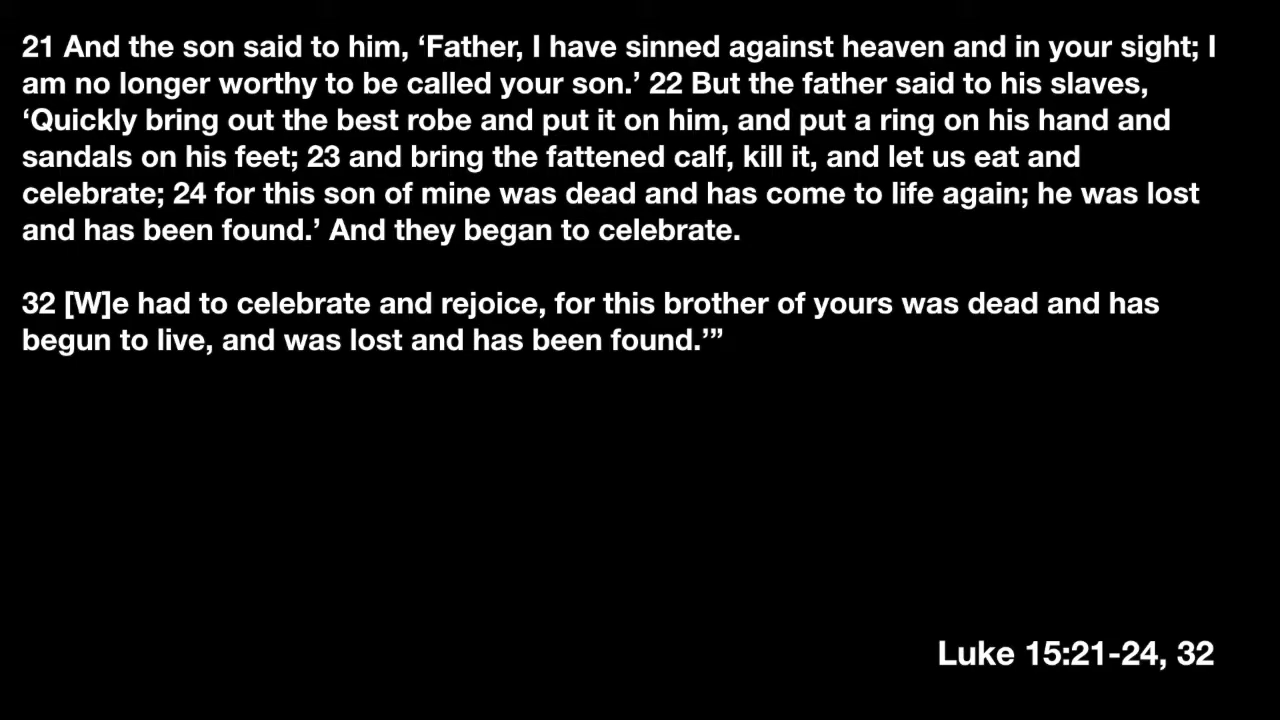 21 And the son said to him, ‘Father, I have sinned against heaven and in your sight; I
am no longer worthy to be called your son.’ 22 But the father said to his slaves,
‘Quickly bring out the best robe and put it on him, and put a ring on his hand and
sandals on his feet; 23 and bring the fattened calf, kill it, and let us eat and
celebrate; 24 for this son of mine was dead and has come to life again; he was lost
and has been found.’ And they began to celebrate.
32 [W]e had to celebrate and rejoice, for this brother of yours was dead and has
begun to live, and was lost and has been found.’”
Luke 15:21-24, 32